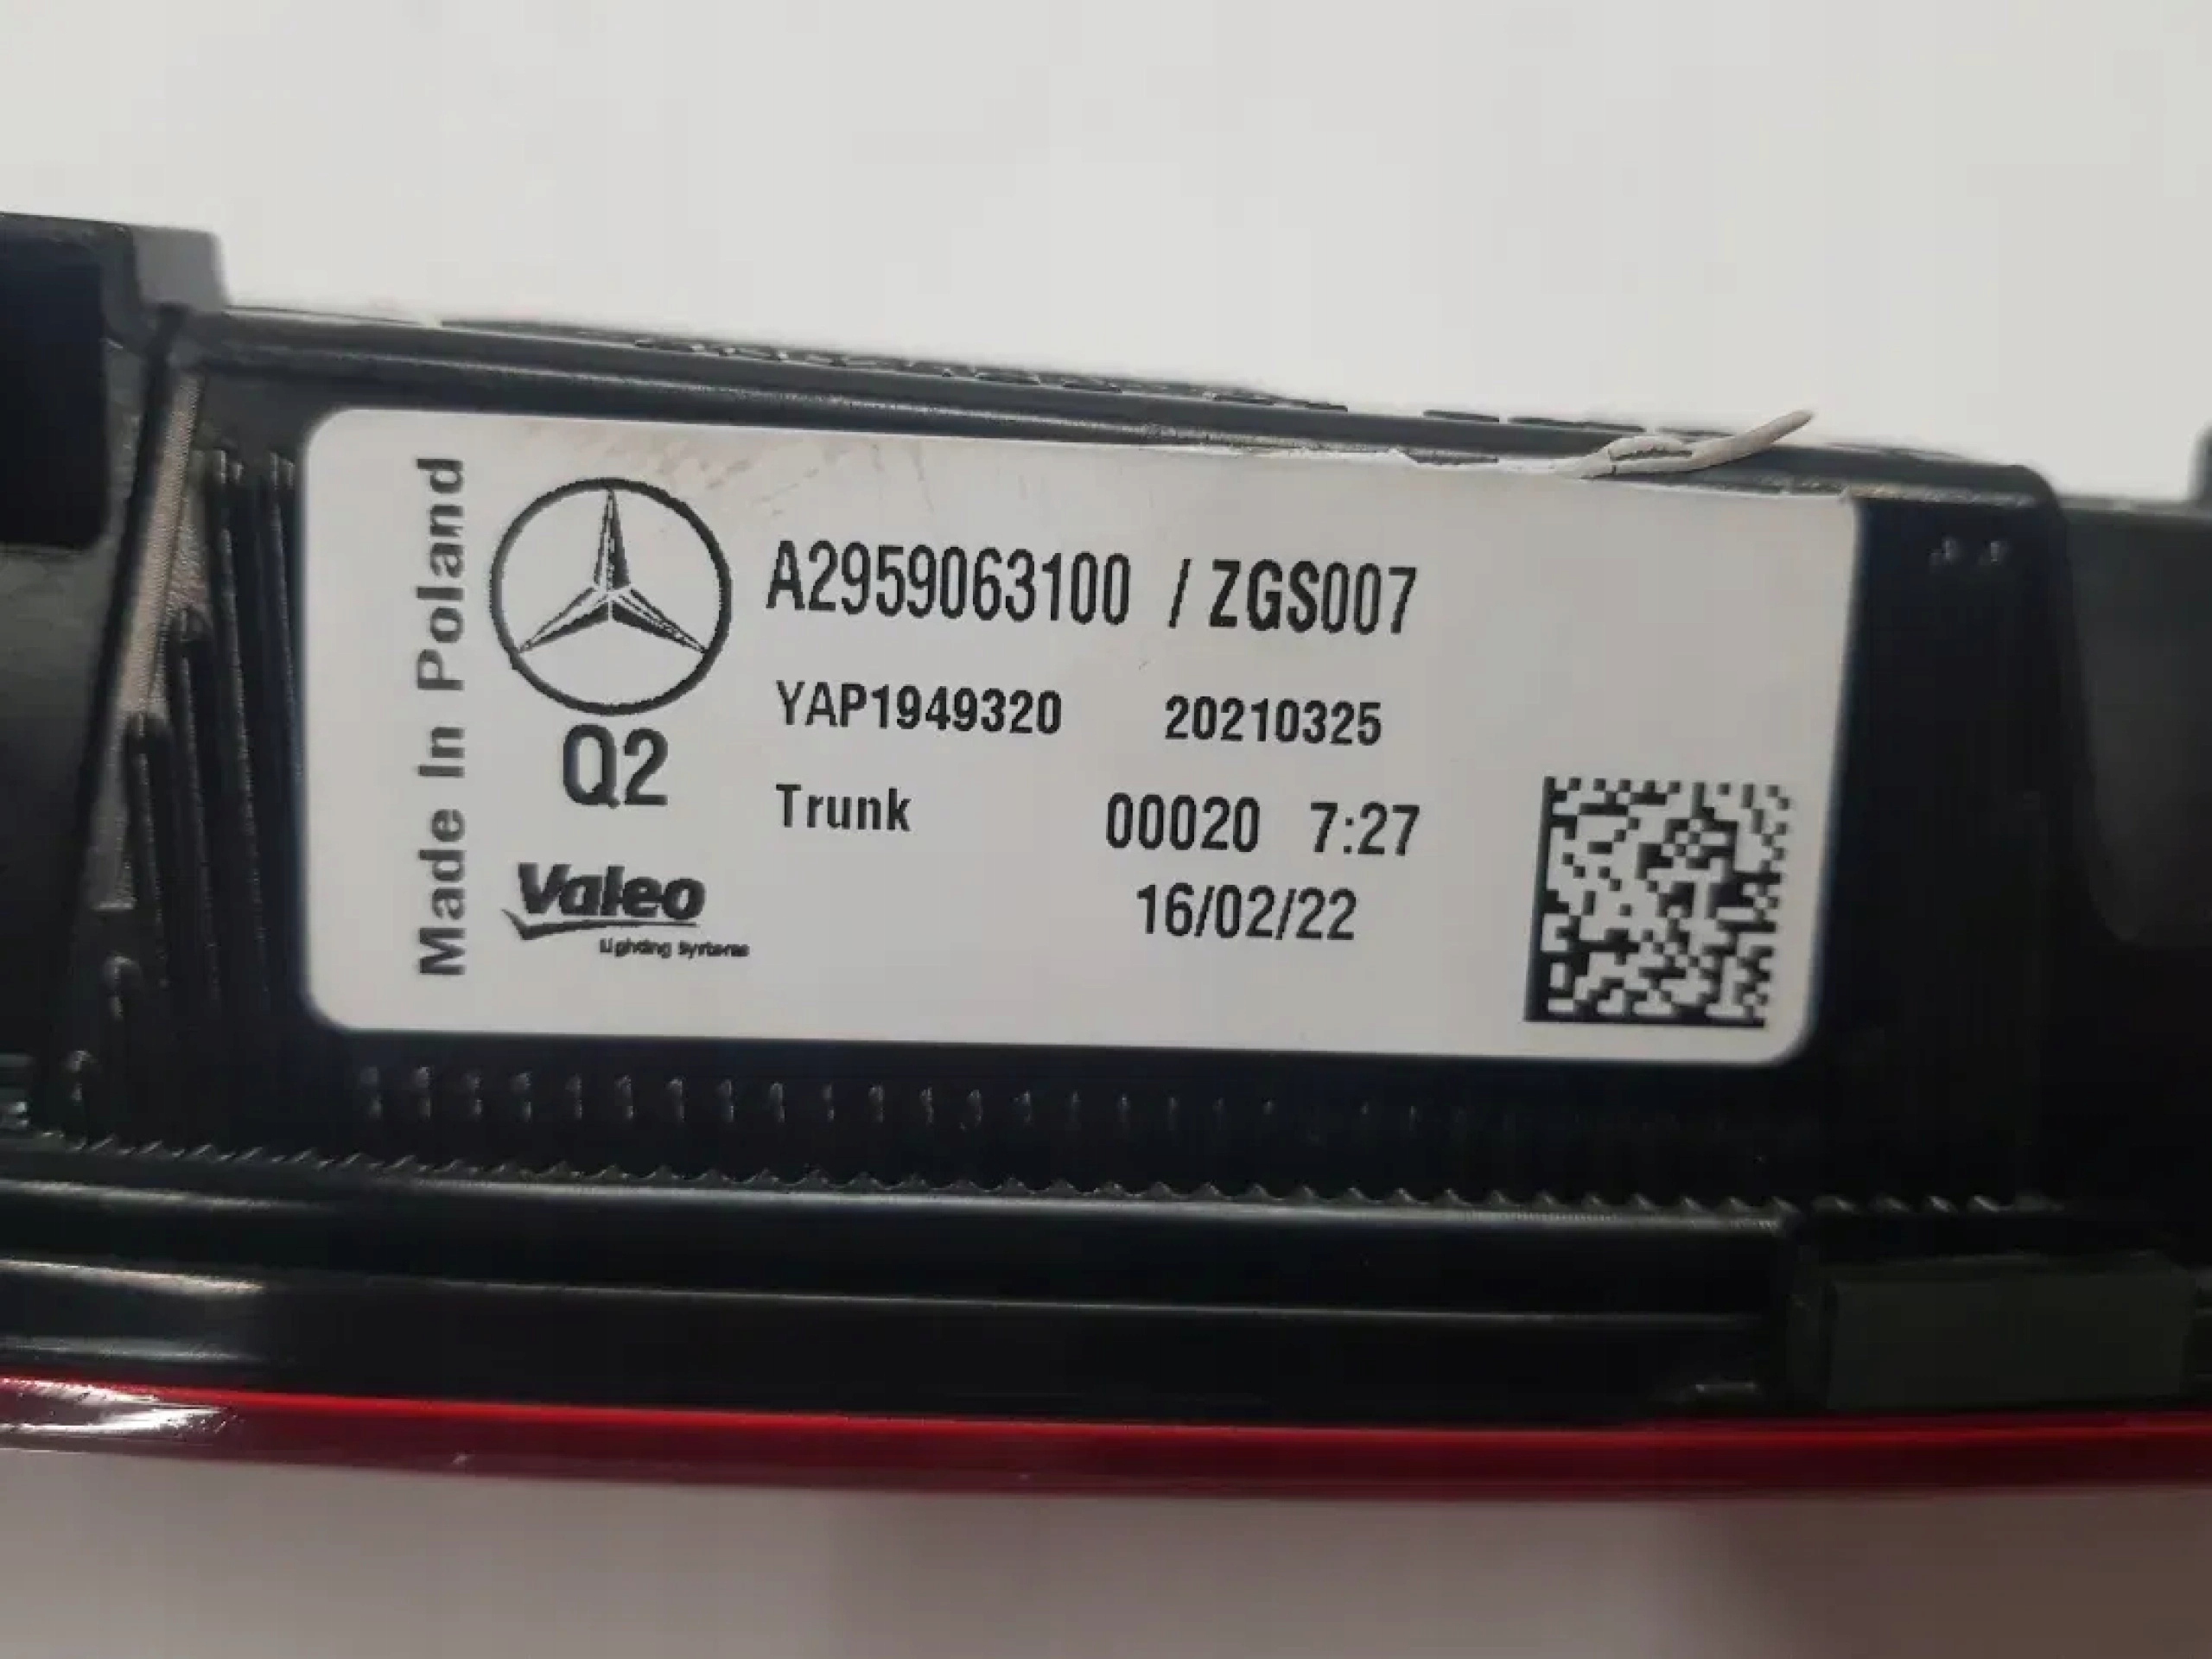 Made In Poland
A2959063100 / ZGS007
YAP1949320 20210325
Q2
Trunk 00020 7:27
16/02/22
Valeo
Lighting Systems